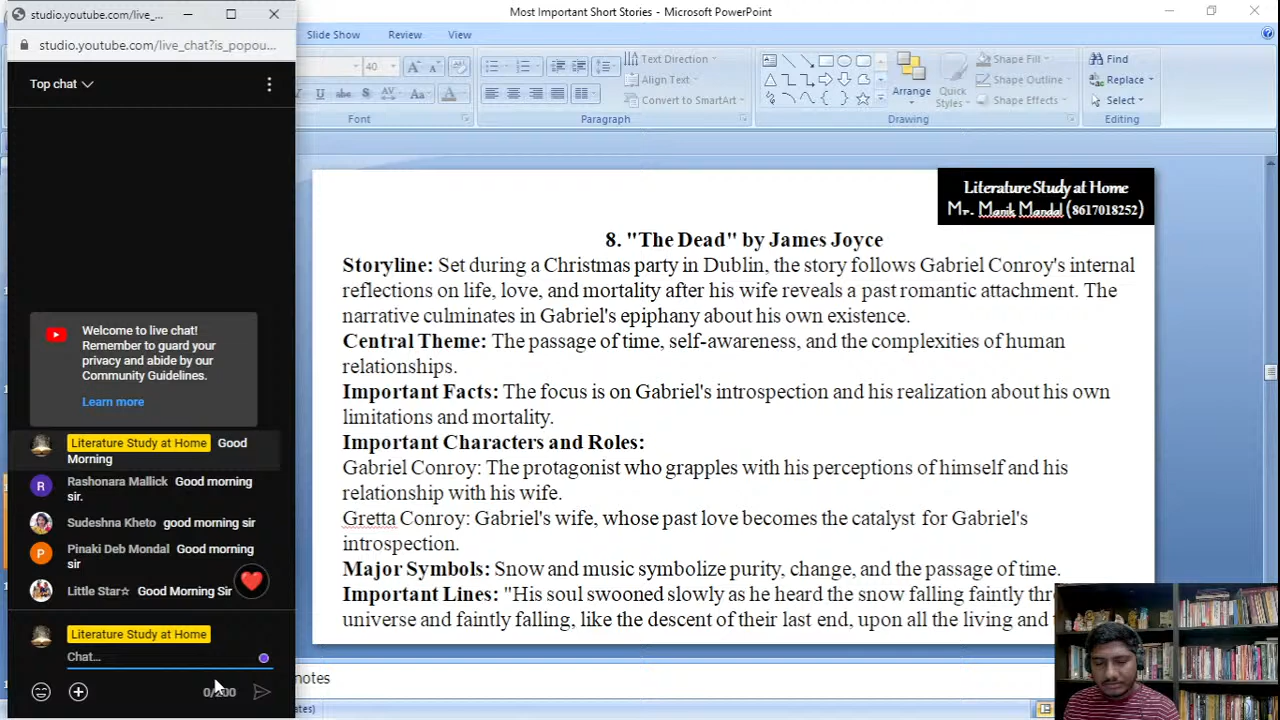 studio.youtube.com/live_...
studio.youtube.com/live_chat?is_popou...
Top chat
Welcome to live chat!
Remember to guard your
privacy and abide by our
Community Guidelines.
Learn more
Literature Study at Home Good
Morning
Rashonara Mallick Good morning
sir.
Sudeshna Kheto good morning sir
Pinaki Deb Mondal Good morning
sir
Little Star☆ Good Morning Sir
Literature Study at Home
Chat...
0/200
Most Important Short Stories - Microsoft PowerPoint
Slide Show Review View
40
Text Direction
Align Text
Convert to SmartArt
Arrange
Quick
Styles
Shape Fill
Shape Outline
Shape Effects
Find
Replace
Select
Font Paragraph Drawing Editing
Literature Study at Home
Mr. Manik Mandal (8617018252)
8. "The Dead" by James Joyce
Storyline: Set during a Christmas party in Dublin, the story follows Gabriel Conroy's internal
reflections on life, love, and mortality after his wife reveals a past romantic attachment. The
narrative culminates in Gabriel's epiphany about his own existence.
Central Theme: The passage of time, self-awareness, and the complexities of human
relationships.
Important Facts: The focus is on Gabriel's introspection and his realization about his own
limitations and mortality.
Important Characters and Roles:
Gabriel Conroy: The protagonist who grapples with his perceptions of himself and his
relationship with his wife.
Gretta Conroy: Gabriel's wife, whose past love becomes the catalyst for Gabriel's
introspection.
Major Symbols: Snow and music symbolize purity, change, and the passage of time.
Important Lines: "His soul swooned slowly as he heard the snow falling faintly thr
universe and faintly falling, like the descent of their last end, upon all the living and
notes